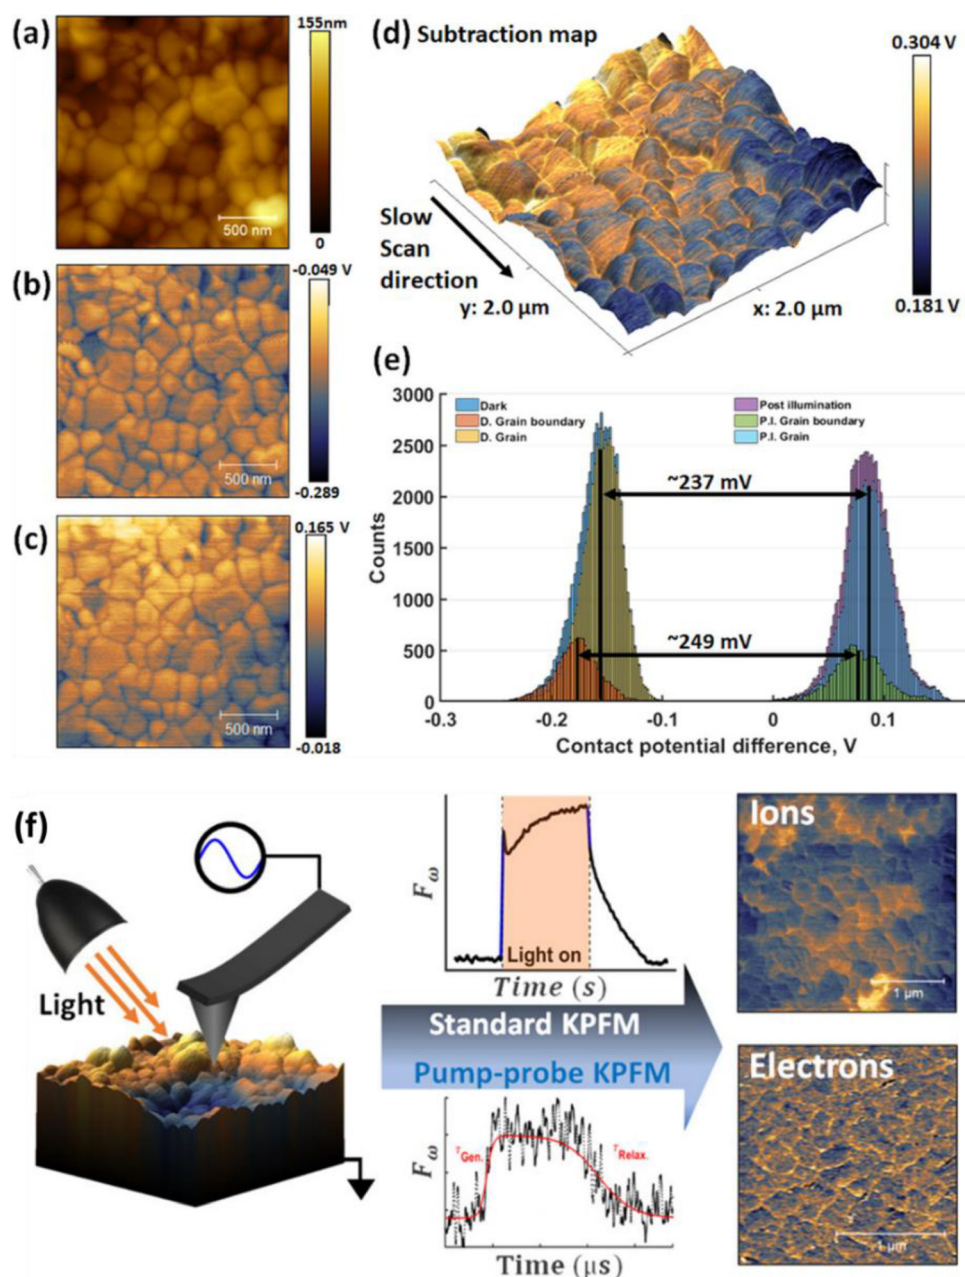 (a)
155nm
500 nm
0
(b)
-0.049 V
500 nm
-0.289
(c)
0.165 V
500 nm
-0.018
(d) Subtraction map
0.304 V
Slow
Scan
direction
y: 2.0 µm
x: 2.0 µm
0.181 V
(e)
3000
2500
2000
1500
1000
500
0
Counts
Dark
D. Grain boundary
D. Grain
Post illumination
P.I. Grain boundary
P.I. Grain
~237 mV
~249 mV
-0.3
-0.2
-0.1
0
0.1
Contact potential difference, V
(f)
Light
Fω
Light on
Time (s)
Standard KPFM
Pump-probe KPFM
Fω
τGen.
τRelax.
Time (µs)
Ions
1 µm
Electrons
1 µm